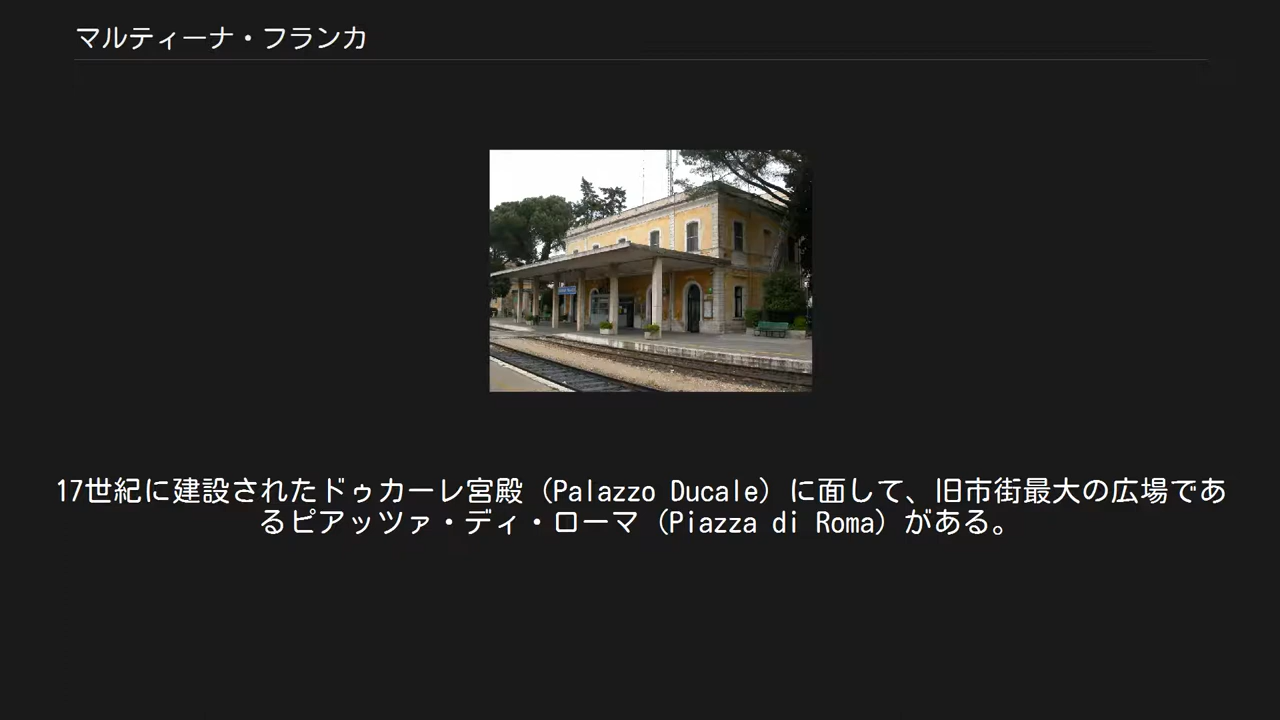 マルティーナ・フランカ
17世紀に建設されたドゥカーレ宮殿（Palazzo Ducale）に面して、旧市街最大の広場であ
るピアッツァ・ディ・ローマ（Piazza di Roma）がある。